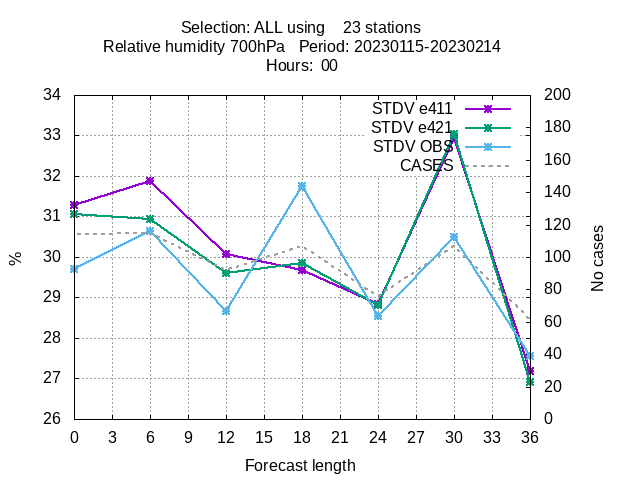 Selection: ALL using    23 stations
Relative humidity 700hPa   Period: 20230115-20230214
Hours:  00
34
33
32
31
30
29
28
27
26
200
180
160
140
120
100
80
60
40
20
0
STDV e411
STDV e421
STDV OBS
CASES
%
No cases
0 3 6 9 12 15 18 21 24 27 30 33 36
Forecast length